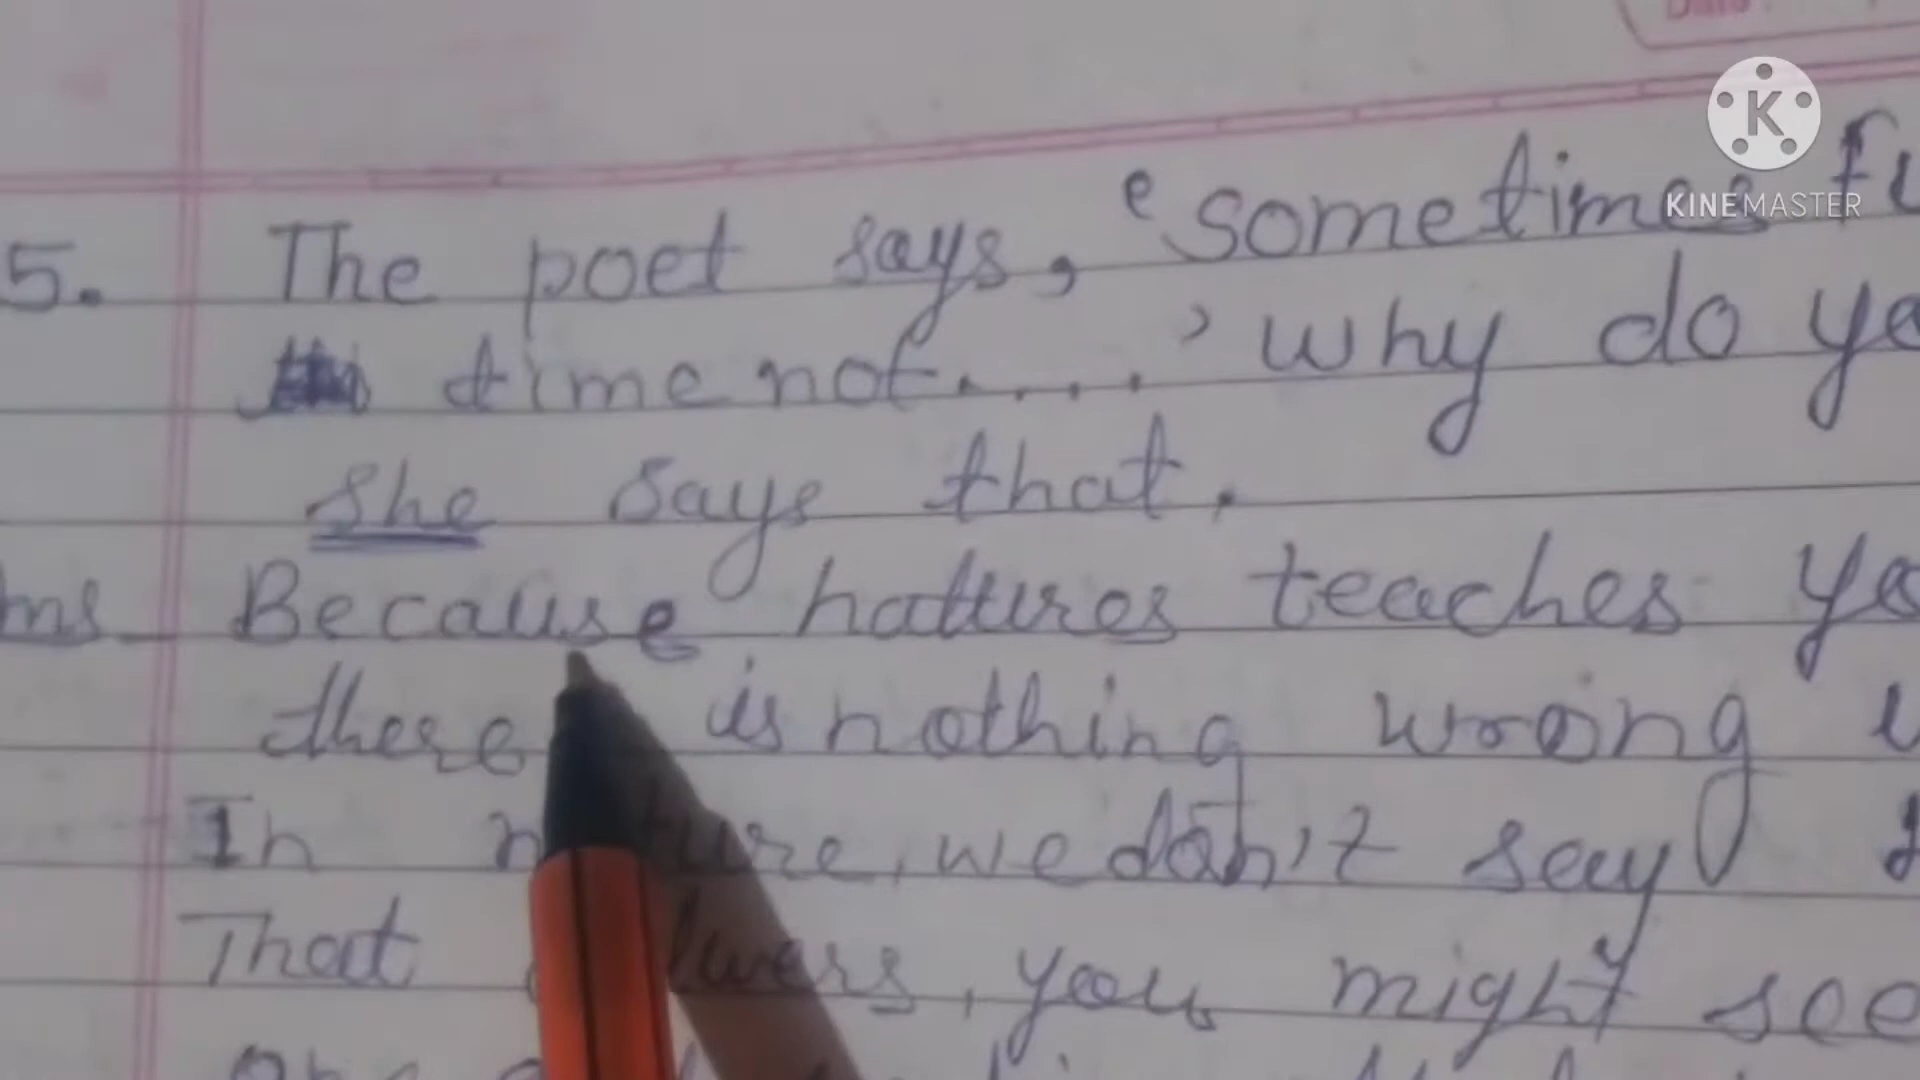 Date:
K
KINEMASTER
5. The poet says, 'sometimes
time not.... ' why do
she says that.
Because natures teaches
there is nothing wrong
In we don't say
That you might see